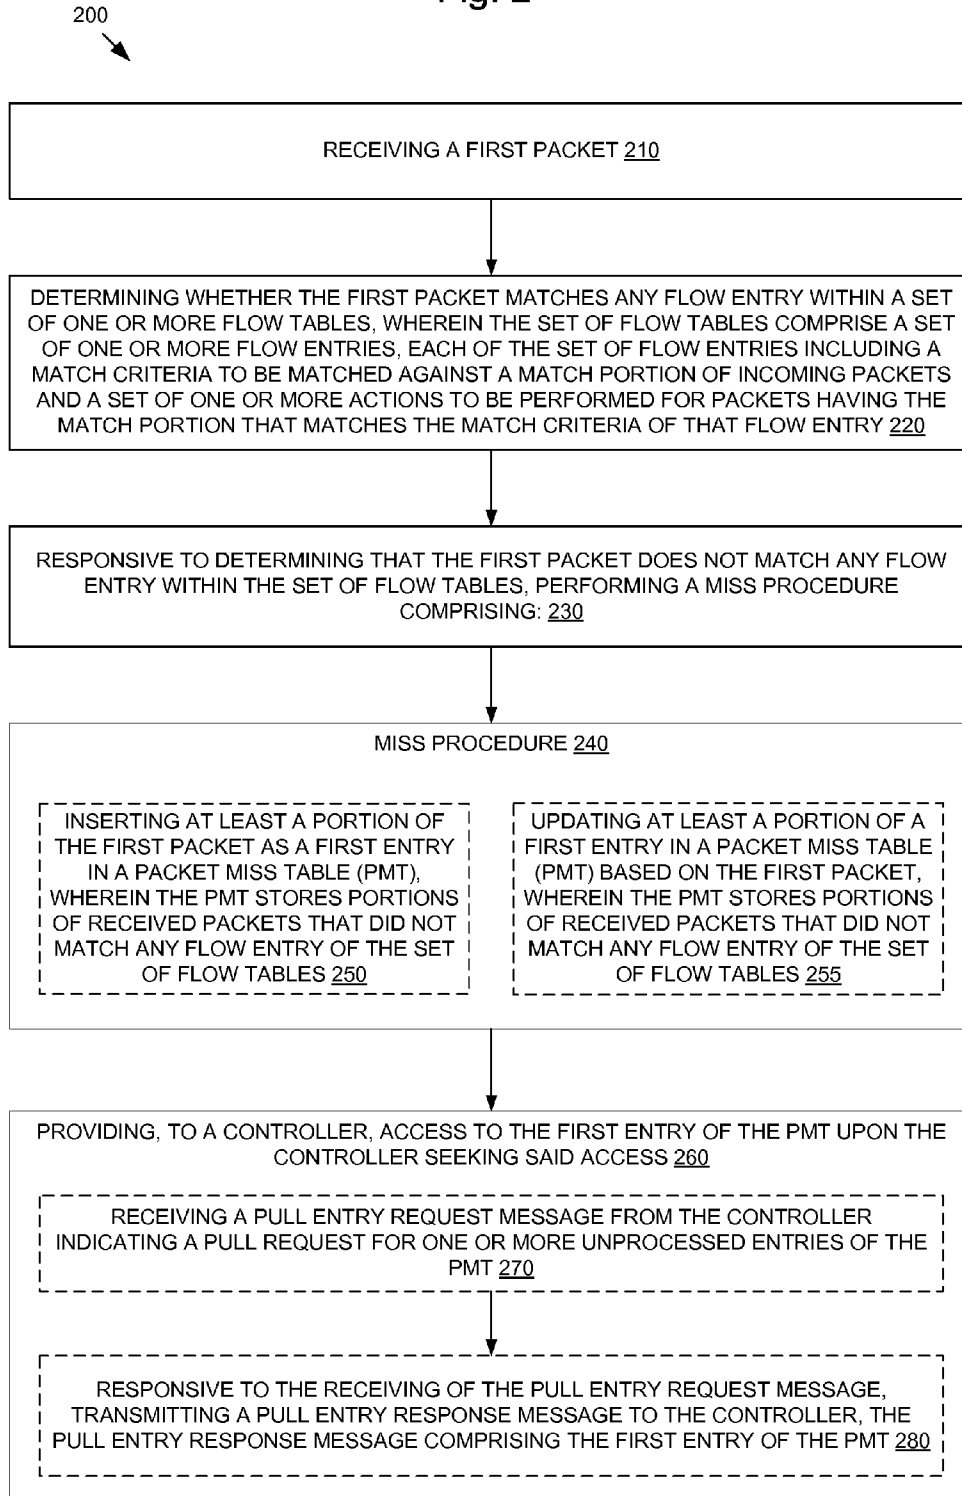 Fig. 2
200
RECEIVING A FIRST PACKET 210
DETERMINING WHETHER THE FIRST PACKET MATCHES ANY FLOW ENTRY WITHIN A SET
OF ONE OR MORE FLOW TABLES, WHEREIN THE SET OF FLOW TABLES COMPRISE A SET
OF ONE OR MORE FLOW ENTRIES, EACH OF THE SET OF FLOW ENTRIES INCLUDING A
MATCH CRITERIA TO BE MATCHED AGAINST A MATCH PORTION OF INCOMING PACKETS
AND A SET OF ONE OR MORE ACTIONS TO BE PERFORMED FOR PACKETS HAVING THE
MATCH PORTION THAT MATCHES THE MATCH CRITERIA OF THAT FLOW ENTRY 220
RESPONSIVE TO DETERMINING THAT THE FIRST PACKET DOES NOT MATCH ANY FLOW
ENTRY WITHIN THE SET OF FLOW TABLES, PERFORMING A MISS PROCEDURE
COMPRISING: 230
MISS PROCEDURE 240
INSERTING AT LEAST A PORTION OF
THE FIRST PACKET AS A FIRST ENTRY
IN A PACKET MISS TABLE (PMT),
WHEREIN THE PMT STORES PORTIONS
OF RECEIVED PACKETS THAT DID NOT
MATCH ANY FLOW ENTRY OF THE SET
OF FLOW TABLES 250
UPDATING AT LEAST A PORTION OF A
FIRST ENTRY IN A PACKET MISS TABLE
(PMT) BASED ON THE FIRST PACKET,
WHEREIN THE PMT STORES PORTIONS
OF RECEIVED PACKETS THAT DID NOT
MATCH ANY FLOW ENTRY OF THE SET
OF FLOW TABLES 255
PROVIDING, TO A CONTROLLER, ACCESS TO THE FIRST ENTRY OF THE PMT UPON THE
CONTROLLER SEEKING SAID ACCESS 260
RECEIVING A PULL ENTRY REQUEST MESSAGE FROM THE CONTROLLER
INDICATING A PULL REQUEST FOR ONE OR MORE UNPROCESSED ENTRIES OF THE
PMT 270
RESPONSIVE TO THE RECEIVING OF THE PULL ENTRY REQUEST MESSAGE,
TRANSMITTING A PULL ENTRY RESPONSE MESSAGE TO THE CONTROLLER, THE
PULL ENTRY RESPONSE MESSAGE COMPRISING THE FIRST ENTRY OF THE PMT 280